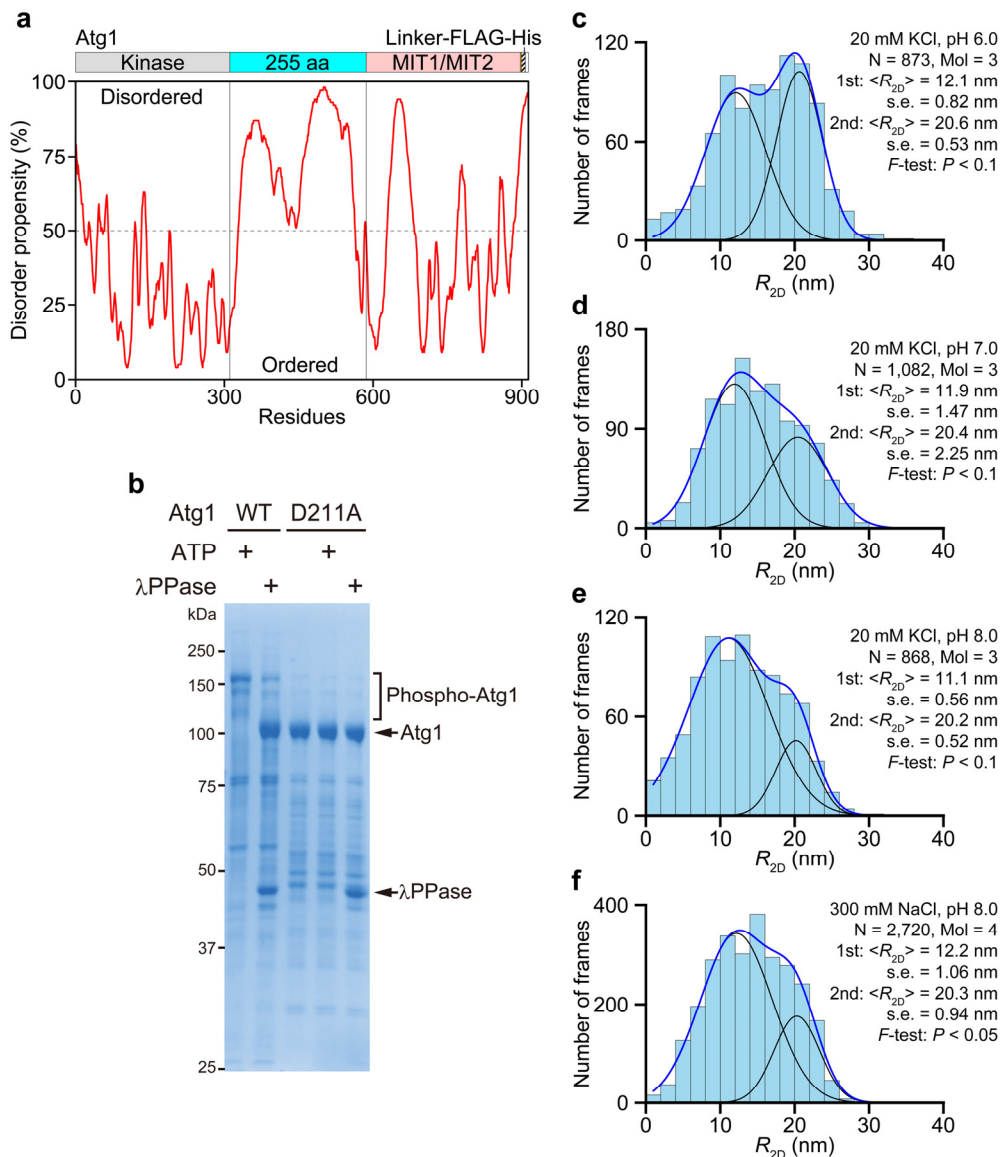 a
Atg1 Linker-FLAG-His
Kinase 255 aa MIT1/MIT2
100 Disordered
75
50
25
0 Ordered
Disorder propensity (%)
0 300 600 900
Residues
b
Atg1 WT D211A
ATP + +
λPPase + +
kDa
250
150
100
75
50
37
25
Phospho-Atg1
Atg1
λPPase
c
20 mM KCl, pH 6.0
N = 873, Mol = 3
1st: <R2D> = 12.1 nm
s.e. = 0.82 nm
2nd: <R2D> = 20.6 nm
s.e. = 0.53 nm
F-test: P < 0.1
Number of frames
120
60
0
0 10 20 30 40
R2D (nm)
d
20 mM KCl, pH 7.0
N = 1,082, Mol = 3
1st: <R2D> = 11.9 nm
s.e. = 1.47 nm
2nd: <R2D> = 20.4 nm
s.e. = 2.25 nm
F-test: P < 0.1
Number of frames
180
90
0
0 10 20 30 40
R2D (nm)
e
20 mM KCl, pH 8.0
N = 868, Mol = 3
1st: <R2D> = 11.1 nm
s.e. = 0.56 nm
2nd: <R2D> = 20.2 nm
s.e. = 0.52 nm
F-test: P < 0.1
Number of frames
120
60
0
0 10 20 30 40
R2D (nm)
f
300 mM NaCl, pH 8.0
N = 2,720, Mol = 4
1st: <R2D> = 12.2 nm
s.e. = 1.06 nm
2nd: <R2D> = 20.3 nm
s.e. = 0.94 nm
F-test: P < 0.05
Number of frames
400
200
0
0 10 20 30 40
R2D (nm)